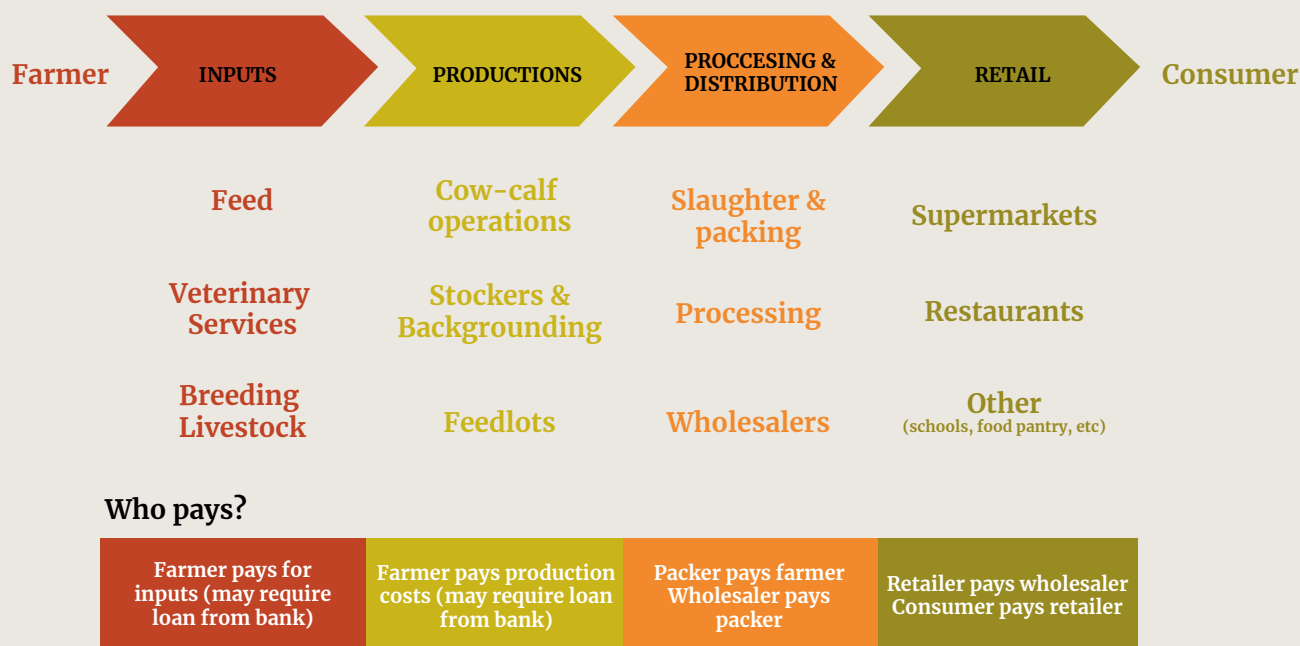 Farmer
INPUTS
PRODUCTIONS
PROCCESING &
DISTRIBUTION
RETAIL
Consumer
Feed
Veterinary
Services
Breeding
Livestock
Cow-calf
operations
Stockers &
Backgrounding
Feedlots
Slaughter &
packing
Processing
Wholesalers
Supermarkets
Restaurants
Other
(schools, food pantry, etc)
Who pays?
Farmer pays for
inputs (may require
loan from bank)
Farmer pays production
costs (may require loan
from bank)
Packer pays farmer
Wholesaler pays
packer
Retailer pays wholesaler
Consumer pays retailer